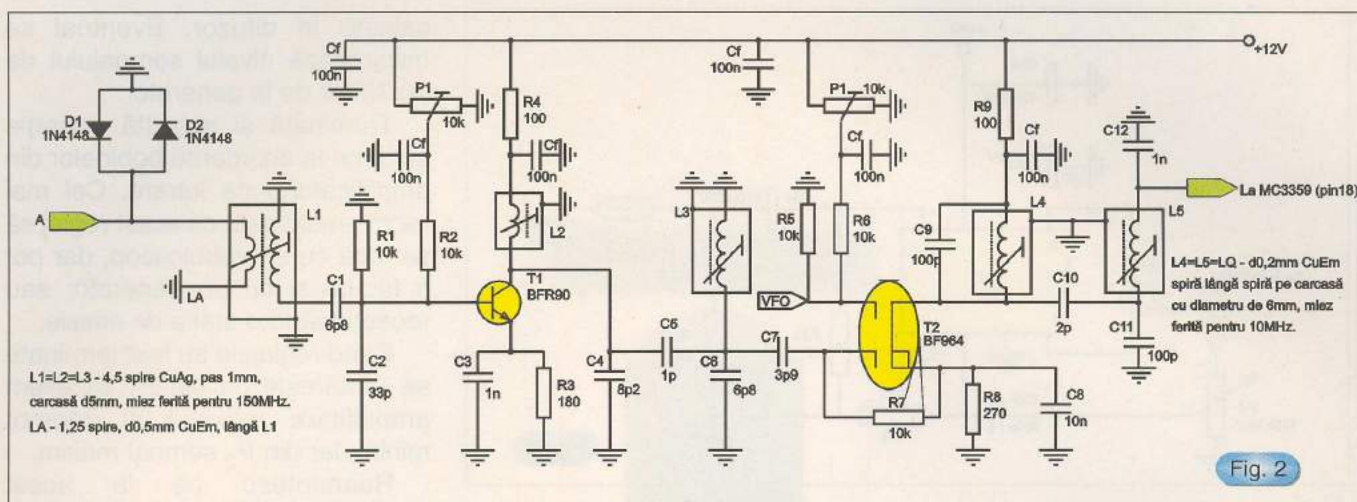 Cf
100n
P1
10k
R4
100
Cf
100n
P1
10k
R9
100
+12V
D1
1N4148
D2
1N4148
Cf
100n
Cf
100n
Cf
100n
Cf
100n
C12
1n
La MC3359 (pin18)
A
L1
R1
10k
R2
10k
L2
L3
R5
10k
R6
10k
C9
100p
L4
L5
LA
C1
6p8
T1
BFR90
VFO
T2
BF964
C10
2p
C11
100p
L4=L5=LQ - d0,2mm CuEm
spiră lângă spiră pe carcasă
cu diametru de 6mm, miez
ferită pentru 10MHz.
C2
33p
C3
1n
R3
180
C4
8p2
C5
1p
C6
6p8
C7
3p9
R7
10k
R8
270
C8
10n
L1=L2=L3 - 4,5 spire CuAg, pas 1mm,
carcasă d5mm, miez ferită pentru 150MHz.
LA - 1,25 spire, d0,5mm CuEm, lângă L1
Fig. 2